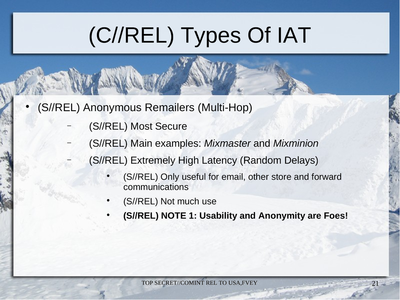 (C//REL) Types Of IAT
• (S//REL) Anonymous Remailers (Multi-Hop)
– (S//REL) Most Secure
– (S//REL) Main examples: Mixmaster and Mixminion
– (S//REL) Extremely High Latency (Random Delays)
• (S//REL) Only useful for email, other store and forward
communications
• (S//REL) Not much use
• (S//REL) NOTE 1: Usability and Anonymity are Foes!
TOP SECRET//COMINT REL TO USA,FVEY
21